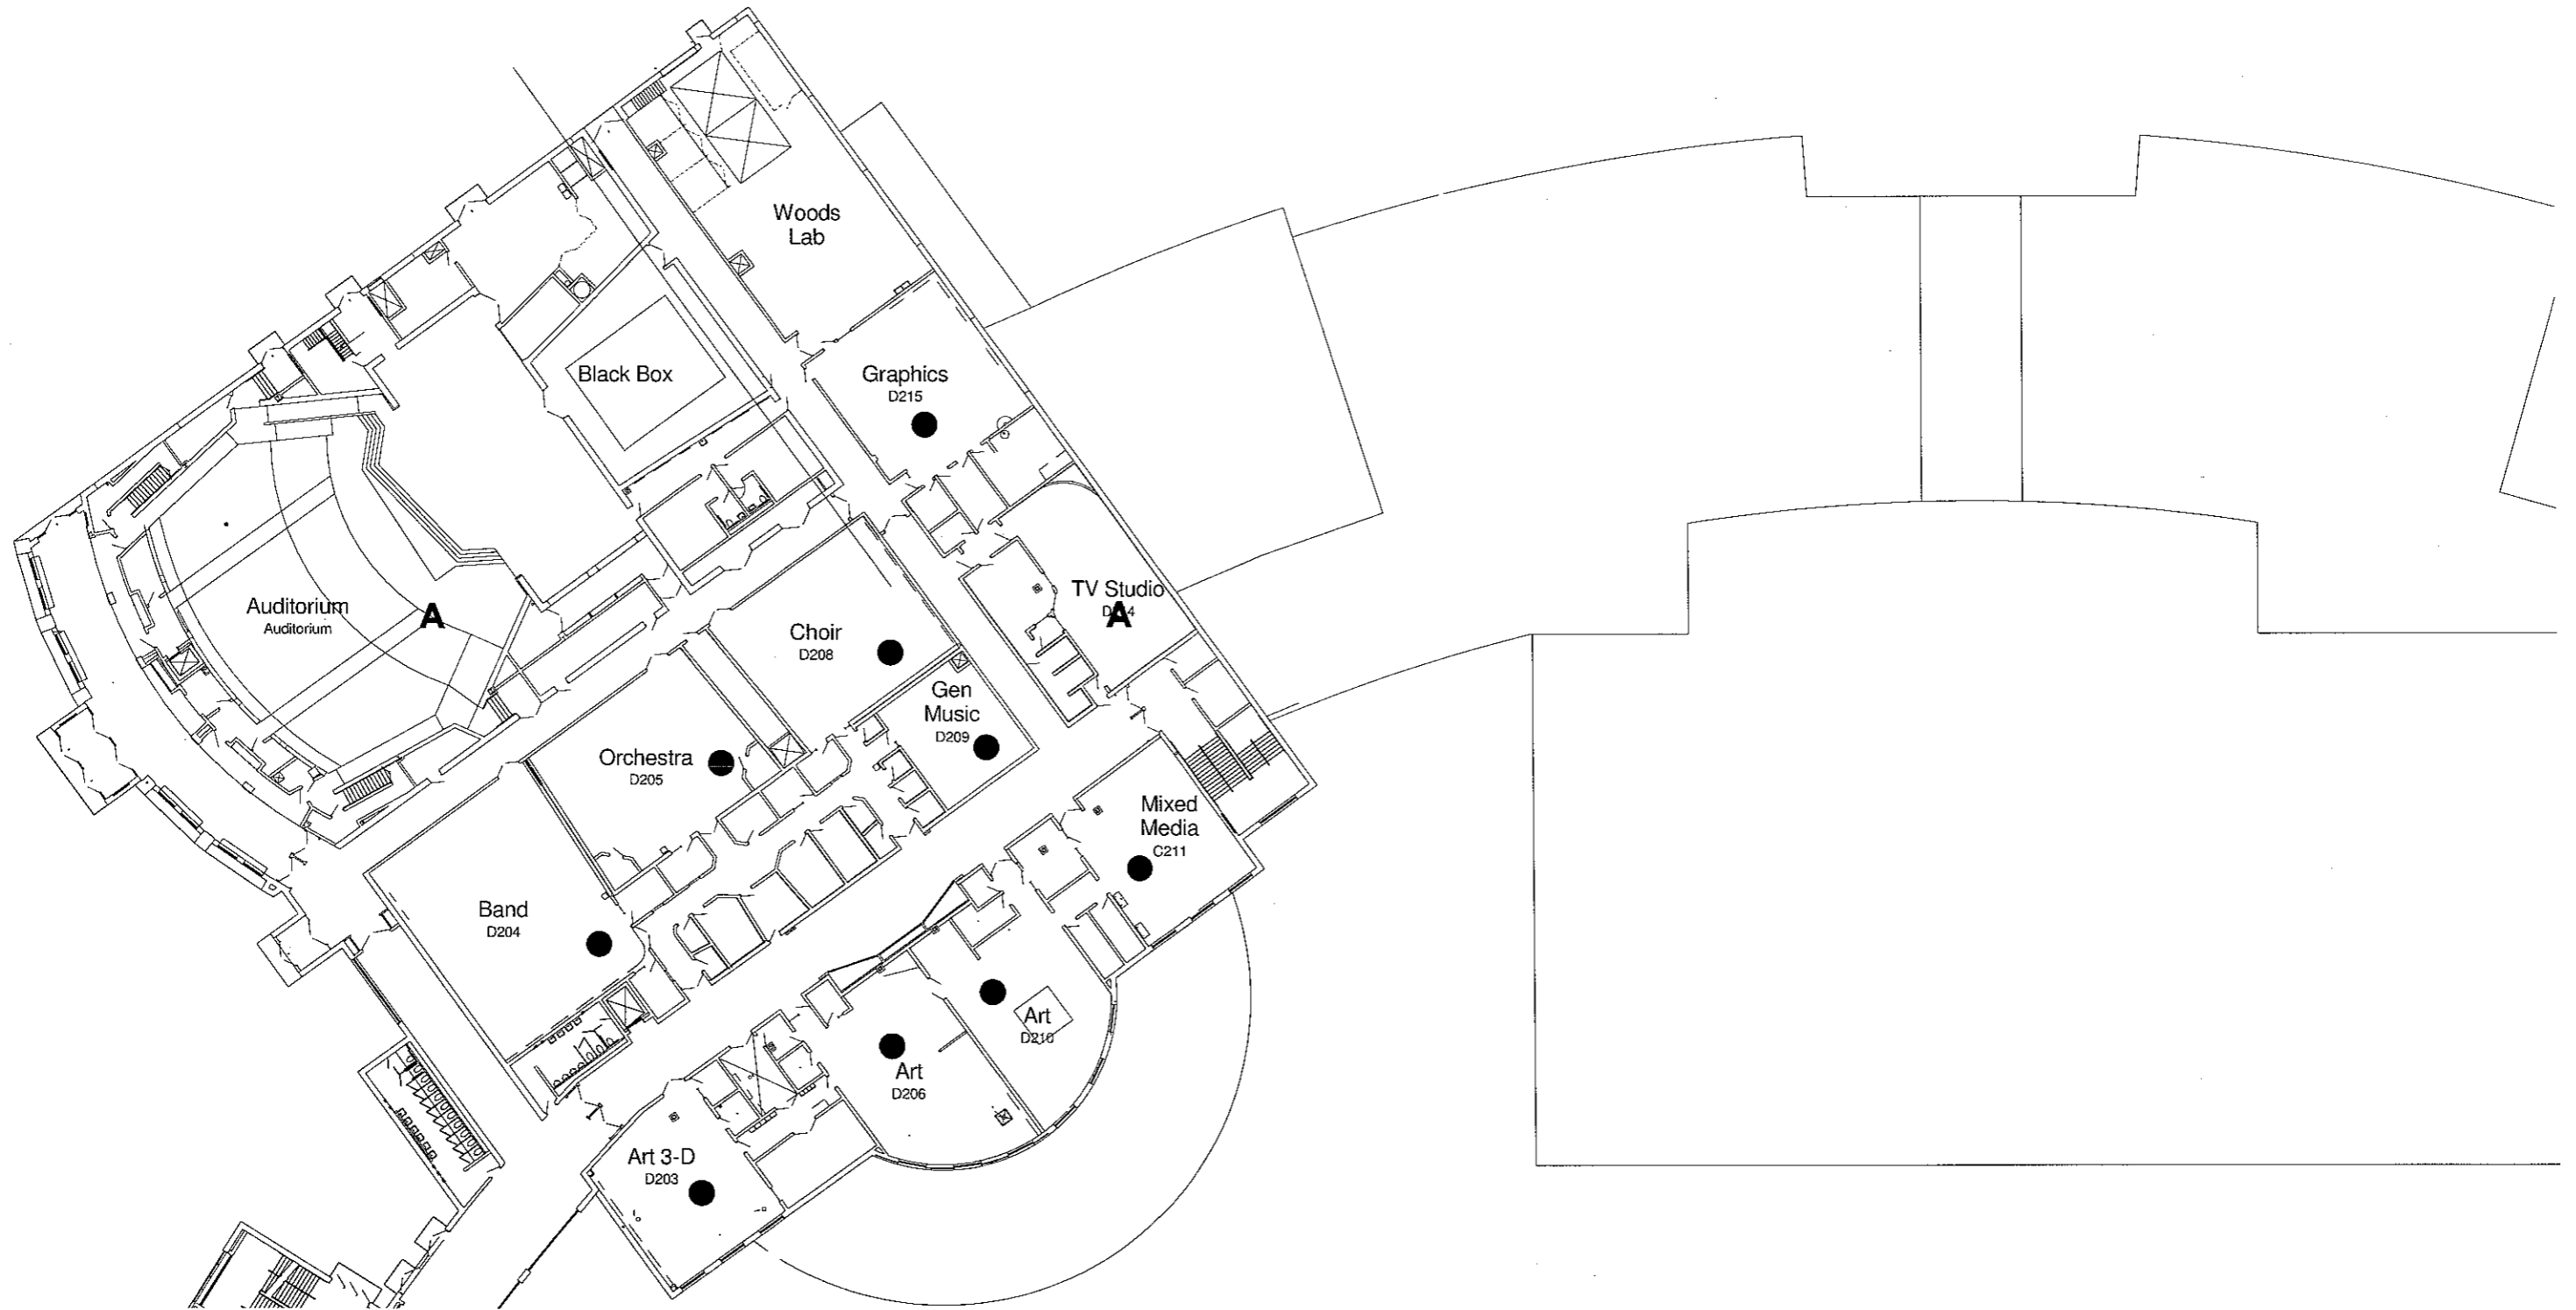 Woods
Lab
Black Box
Graphics
D215
TV Studio
A
Auditorium
Auditorium
A
Choir
D208
Gen
Music
D209
Orchestra
D205
Mixed
Media
C211
Band
D204
Art
D210
Art
D206
Art 3-D
D203